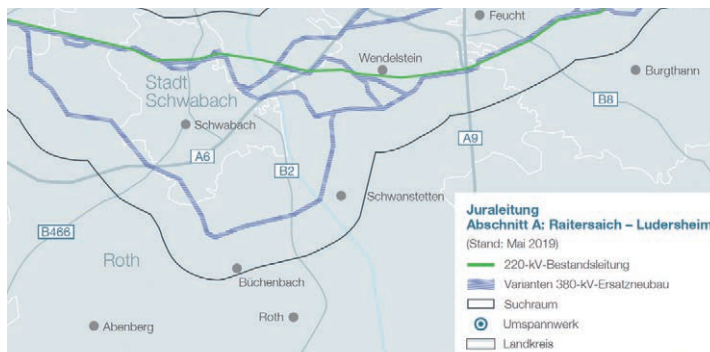 Feucht
Wendelstein
Burgthann
Stadt
Schwabach
B8
Schwabach
A9
A6
B2
Schwanstetten
B466
Roth
Büchenbach
Roth
Abenberg
Juraleitung
Abschnitt A: Raitersaich – Ludersheim
(Stand: Mai 2019)
220-kV-Bestandsleitung
Varianten 380-kV-Ersatzneubau
Suchraum
Umspannwerk
Landkreis